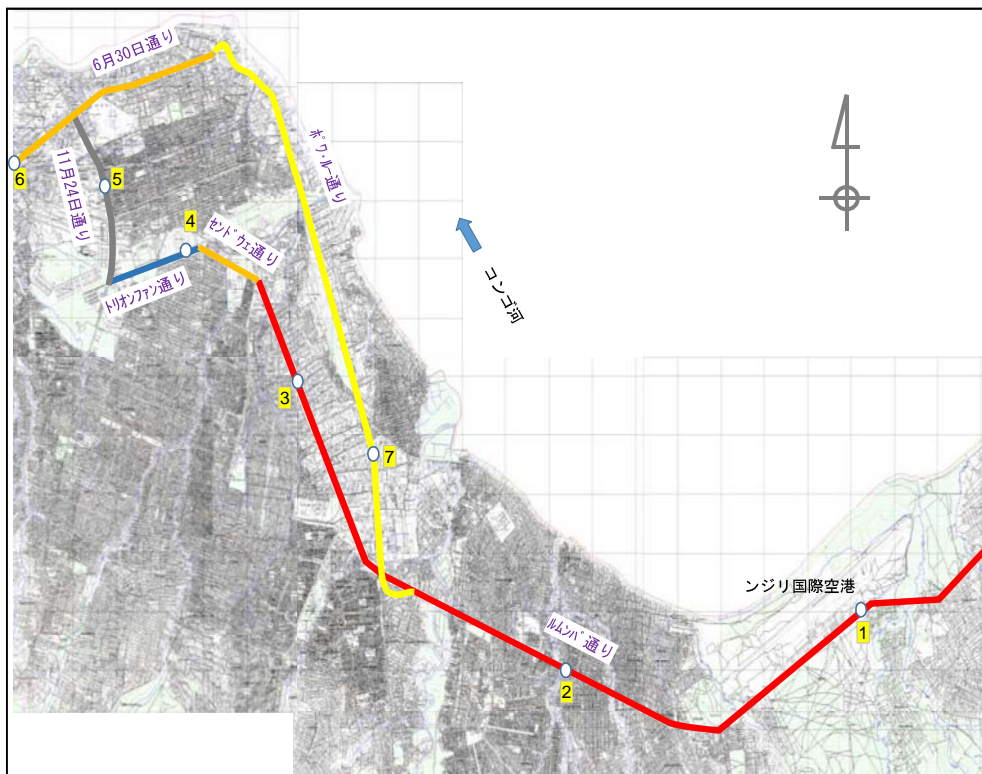 6月30日通り
ポワ・ルー通り
11月24日通り
6
5
4
センドウェ通り
トリオンファン通り
コンゴ河
3
7
ンジリ国際空港
1
ルムンバ通り
2